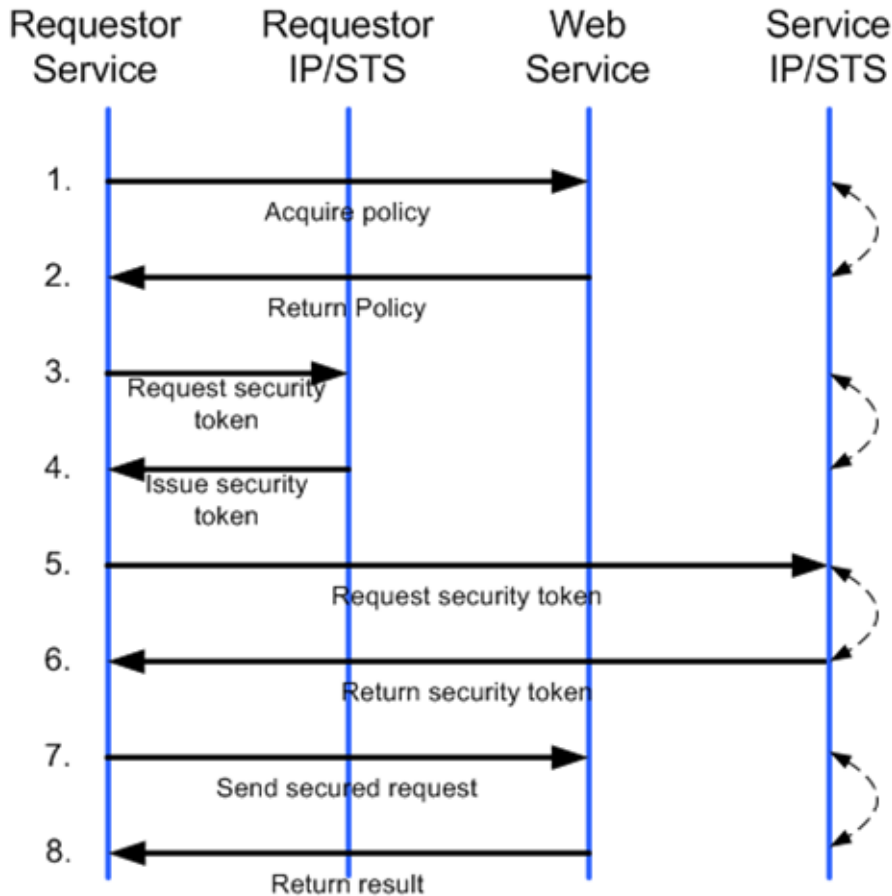 Requestor Service
Requestor IP/STS
Web Service
Service IP/STS
1.
Acquire policy
2.
Return Policy
3.
Request security
token
4.
Issue security
token
5.
Request security token
6.
Return security token
7.
Send secured request
8.
Return result